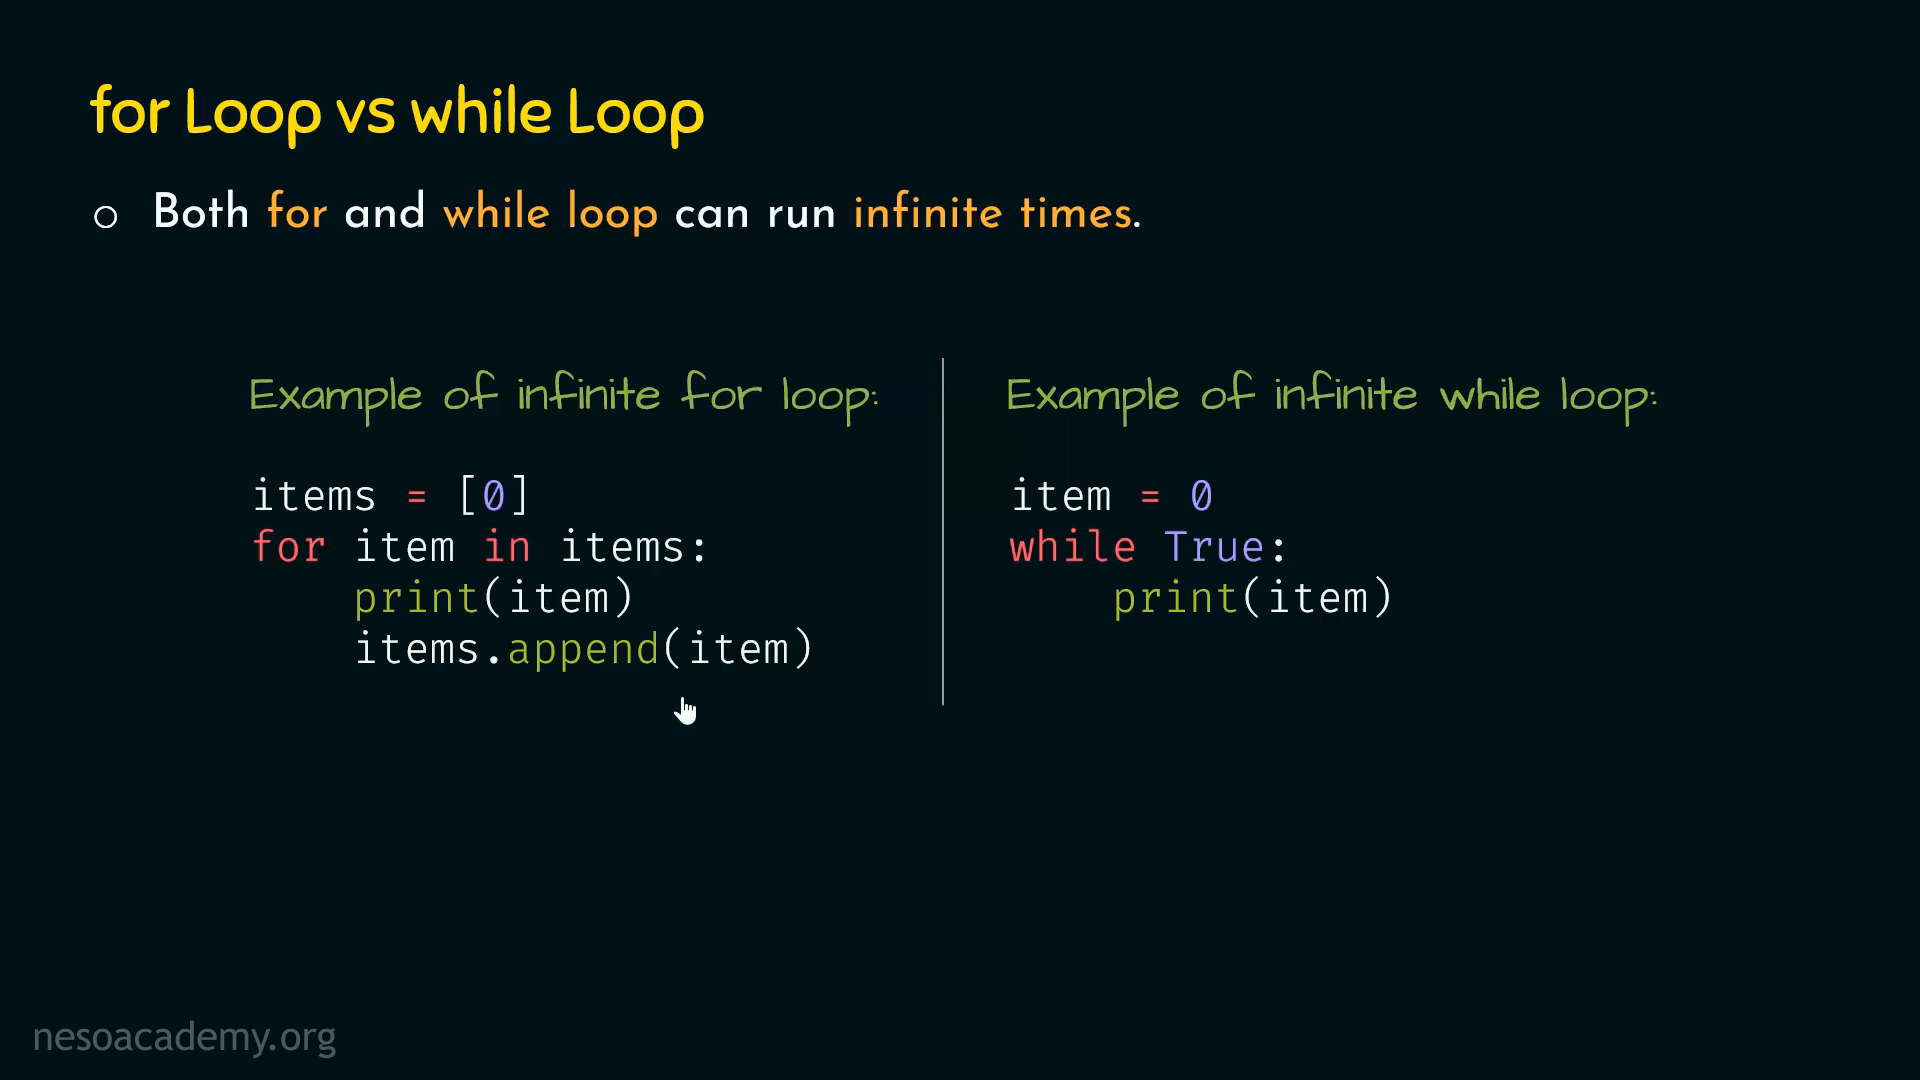 for Loop vs while Loop
○ Both for and while loop can run infinite times.
Example of infinite for loop:
items = [0]
for item in items:
    print(item)
    items.append(item)
Example of infinite while loop:
item = 0
while True:
    print(item)
nesoacademy.org